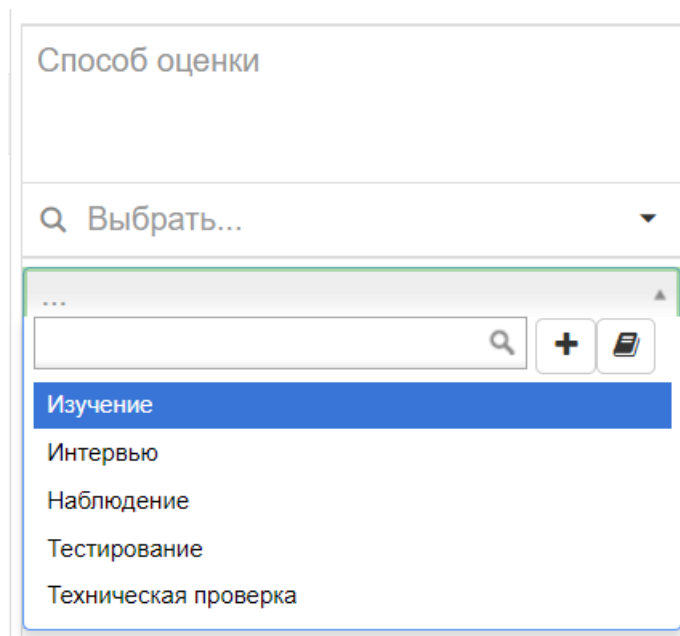 Способ оценки
Выбрать...
...
Изучение
Интервью
Наблюдение
Тестирование
Техническая проверка